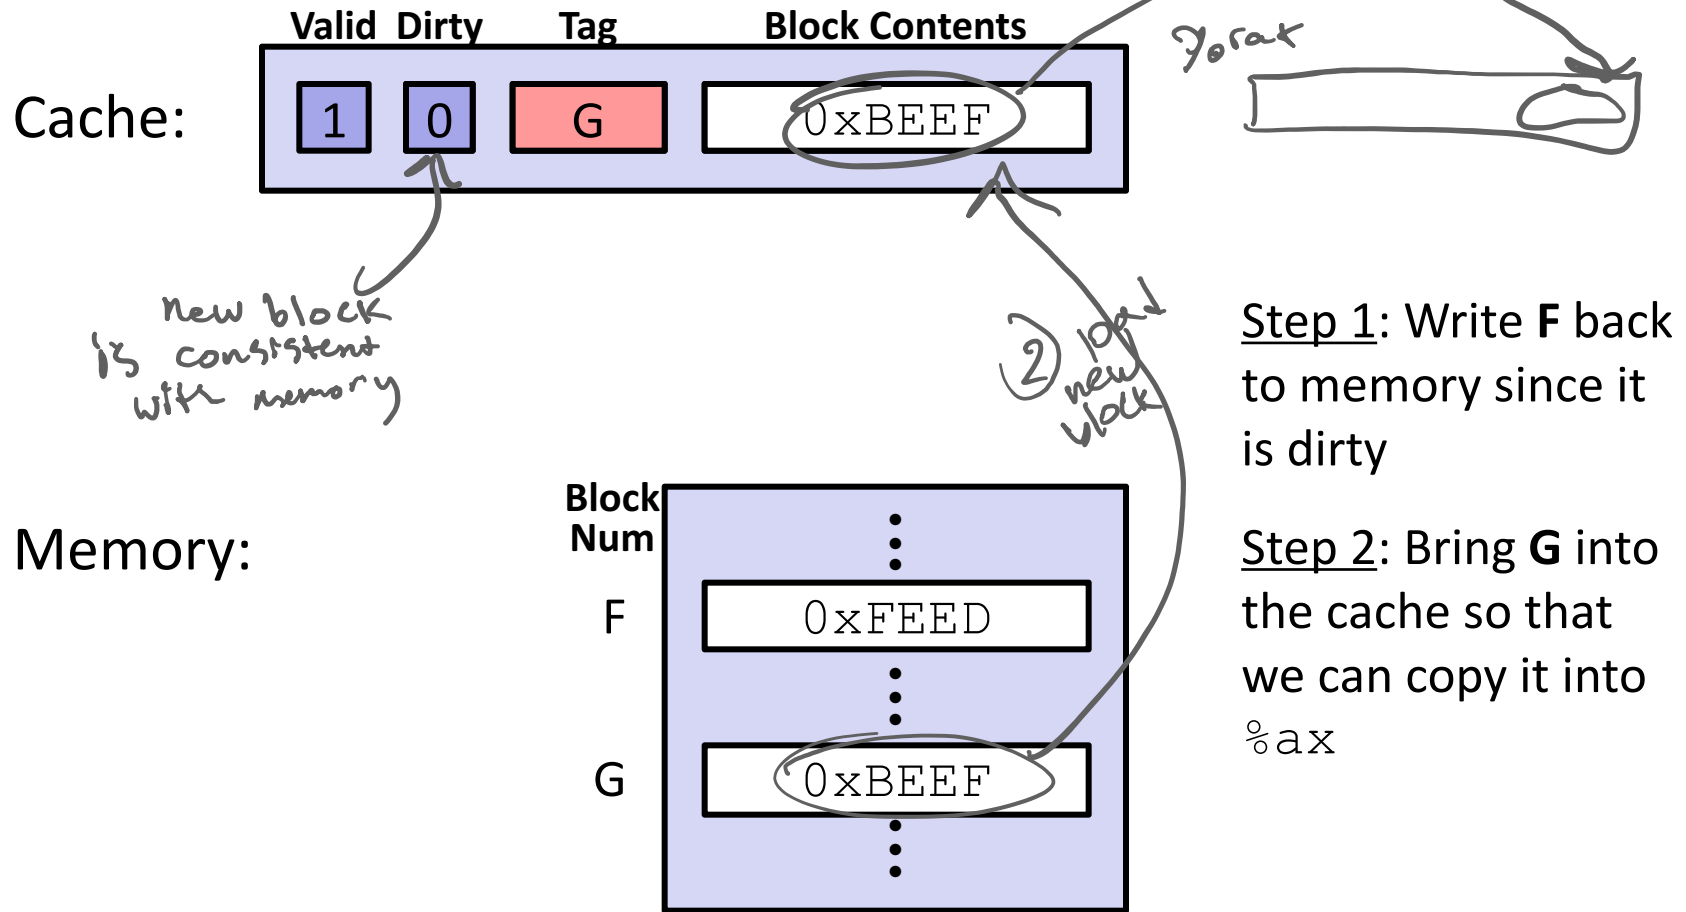 Valid Dirty Tag Block Contents
%rax
Cache:
1 0 G 0xBEEF
new block
is consistent
with memory
② load
new
block
Step 1: Write F back
to memory since it
is dirty
Block
Num
Memory:
F 0xFEED
Step 2: Bring G into
the cache so that
we can copy it into
%ax
G 0xBEEF